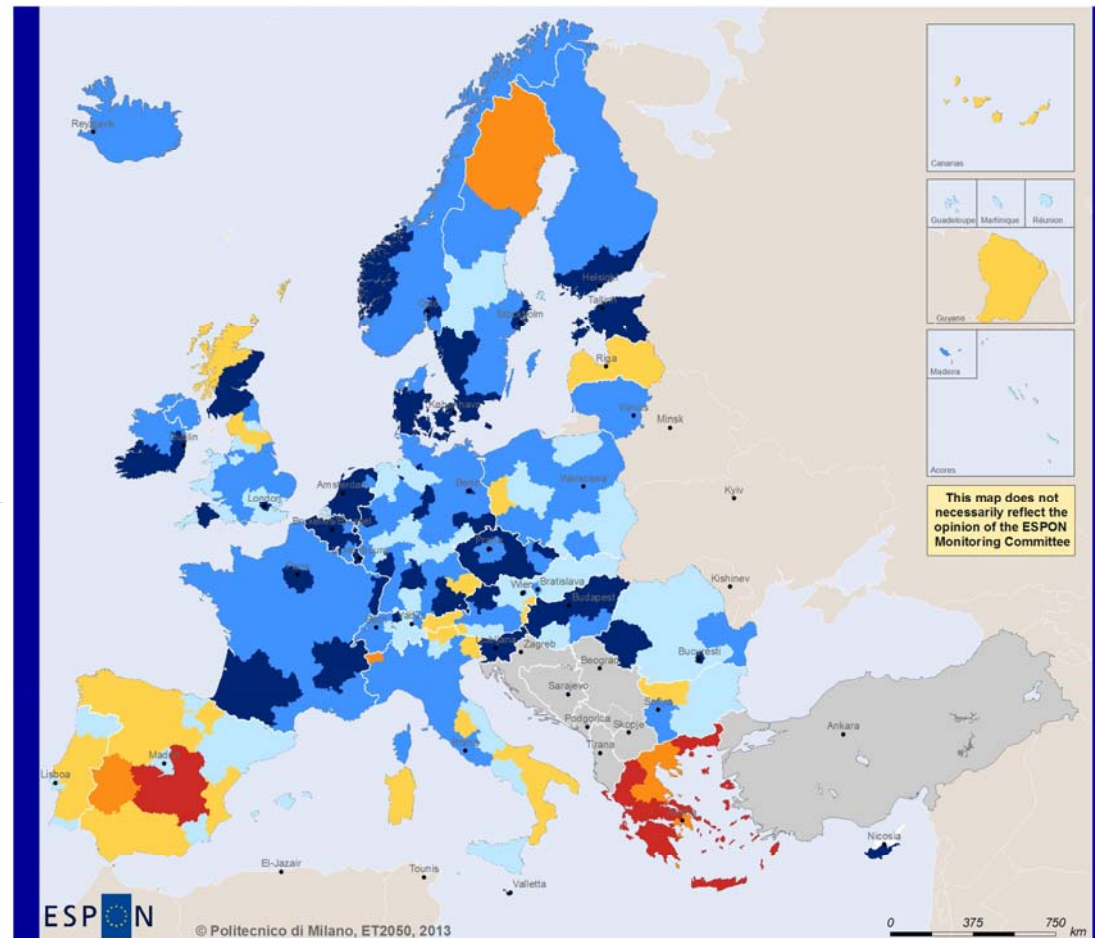 Reykjavik
Canarias
Guadeloupe
Martinique
Réunion
Guyane
Madeira
Acores
This map does not
necessarily reflect the
opinion of the ESPON
Monitoring Committee
Helsinki
Tallinn
Stockholm
Riga
Vilnius
Minsk
København
Dublin
London
Amsterdam
Berlin
Warszawa
Kyiv
Kishinev
Wien
Bratislava
Budapest
Zagreb
Beograd
Bucuresti
Sarajevo
Podgorica
Skopje
Tirana
Ankara
Lisboa
Nicosia
El-Jazair
Tounis
Valletta
ESPON
© Politecnico di Milano, ET2050, 2013
0 375 750
km